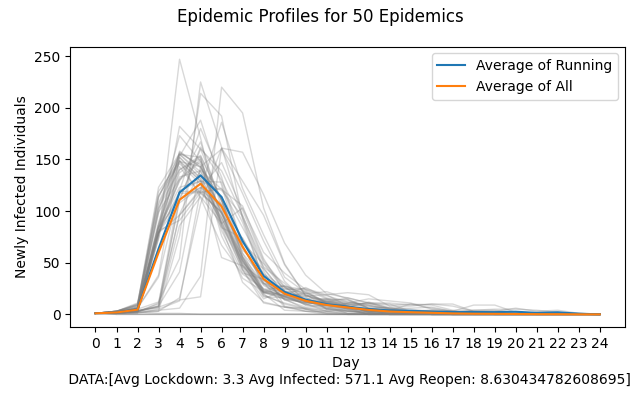 Epidemic Profiles for 50 Epidemics
250
200
150
100
50
0
Newly Infected Individuals
Average of Running
Average of All
0 1 2 3 4 5 6 7 8 9 10 11 12 13 14 15 16 17 18 19 20 21 22 23 24
Day
DATA:[Avg Lockdown: 3.3 Avg Infected: 571.1 Avg Reopen: 8.630434782608695]